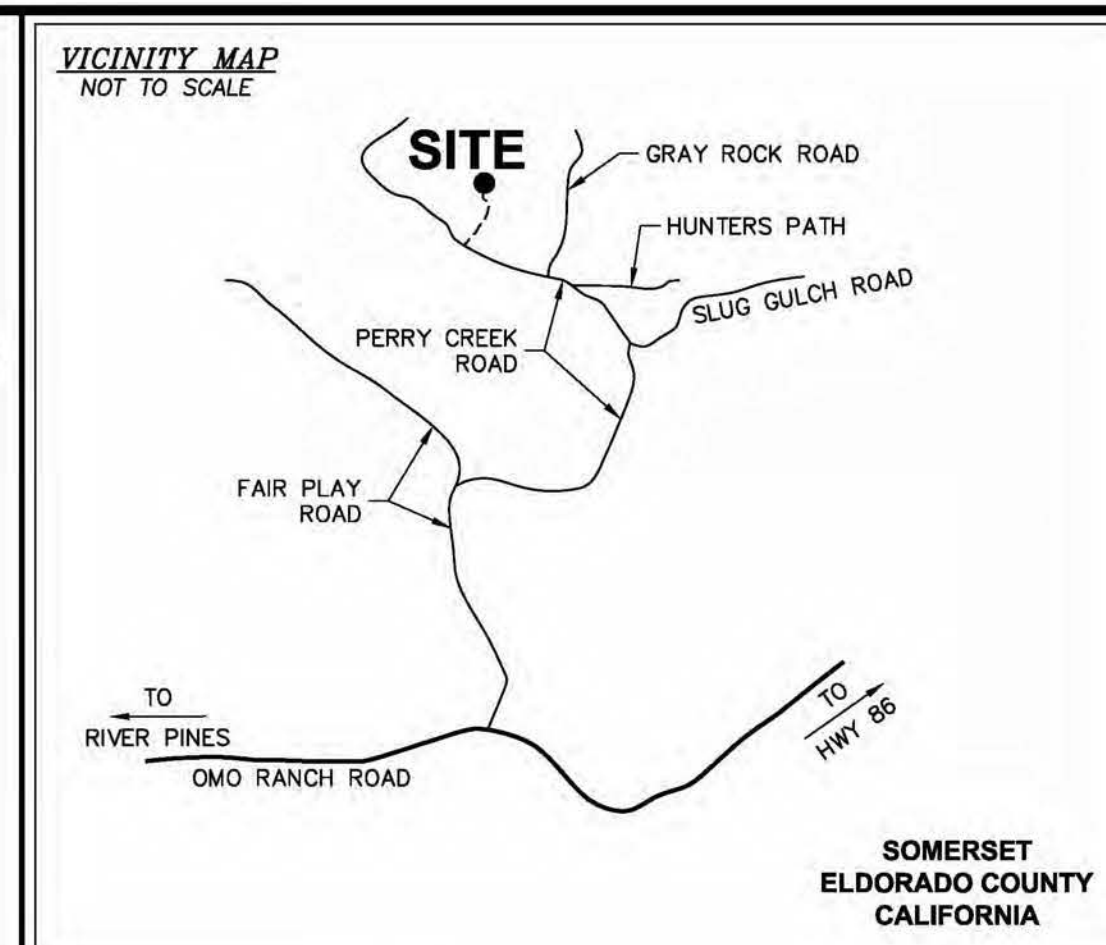 VICINITY MAP
NOT TO SCALE
SITE
GRAY ROCK ROAD
HUNTERS PATH
SLUG GULCH ROAD
PERRY CREEK
ROAD
FAIR PLAY
ROAD
TO
RIVER PINES
OMO RANCH ROAD
TO
HWY 86
SOMERSET
ELDORADO COUNTY
CALIFORNIA